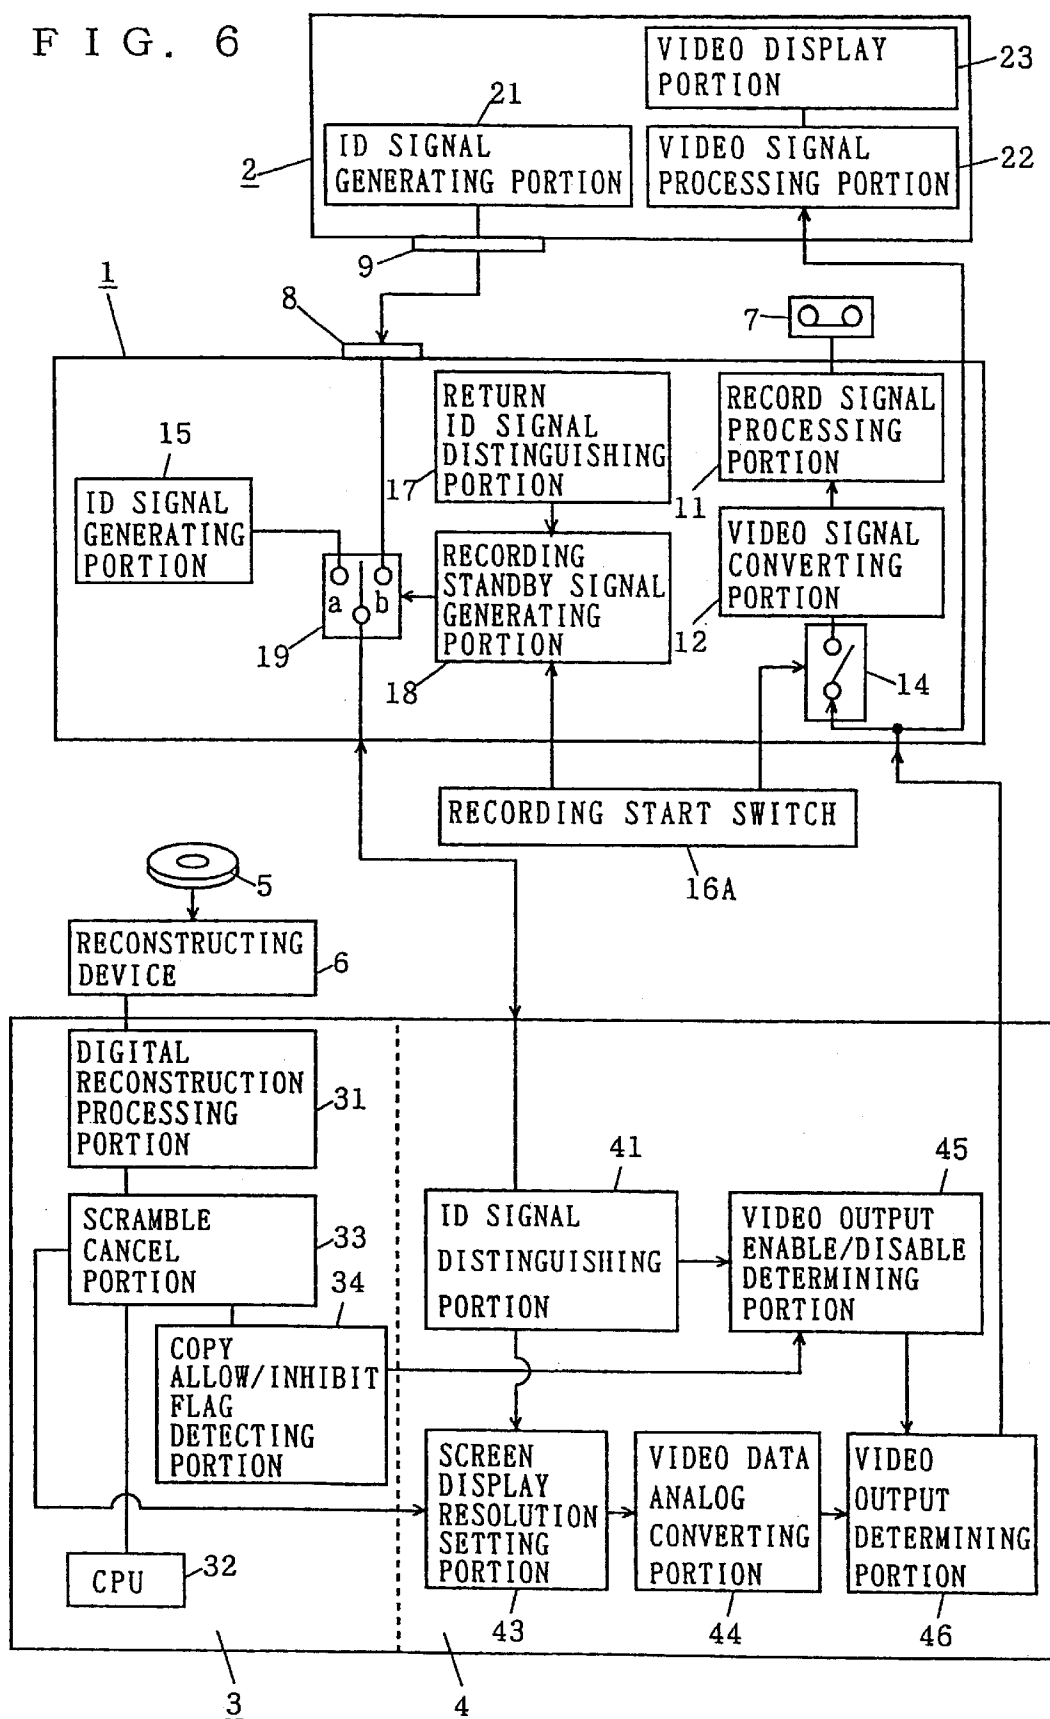 FIG. 6
VIDEO DISPLAY
PORTION
23
21
ID SIGNAL
GENERATING PORTION
2
VIDEO SIGNAL
PROCESSING PORTION
22
9
1
8
7
RETURN
ID SIGNAL
DISTINGUISHING
PORTION
17
RECORD SIGNAL
PROCESSING
PORTION
11
15
ID SIGNAL
GENERATING
PORTION
a
b
19
RECORDING
STANDBY SIGNAL
GENERATING
PORTION
18
VIDEO SIGNAL
CONVERTING
PORTION
12
14
RECORDING START SWITCH
16A
5
RECONSTRUCTING
DEVICE
6
DIGITAL
RECONSTRUCTION
PROCESSING
PORTION
31
SCRAMBLE
CANCEL
PORTION
33
34
COPY
ALLOW/INHIBIT
FLAG
DETECTING
PORTION
CPU
32
41
ID SIGNAL
DISTINGUISHING
PORTION
45
VIDEO OUTPUT
ENABLE/DISABLE
DETERMINING
PORTION
SCREEN
DISPLAY
RESOLUTION
SETTING
PORTION
43
VIDEO DATA
ANALOG
CONVERTING
PORTION
44
VIDEO
OUTPUT
DETERMINING
PORTION
46
3
4